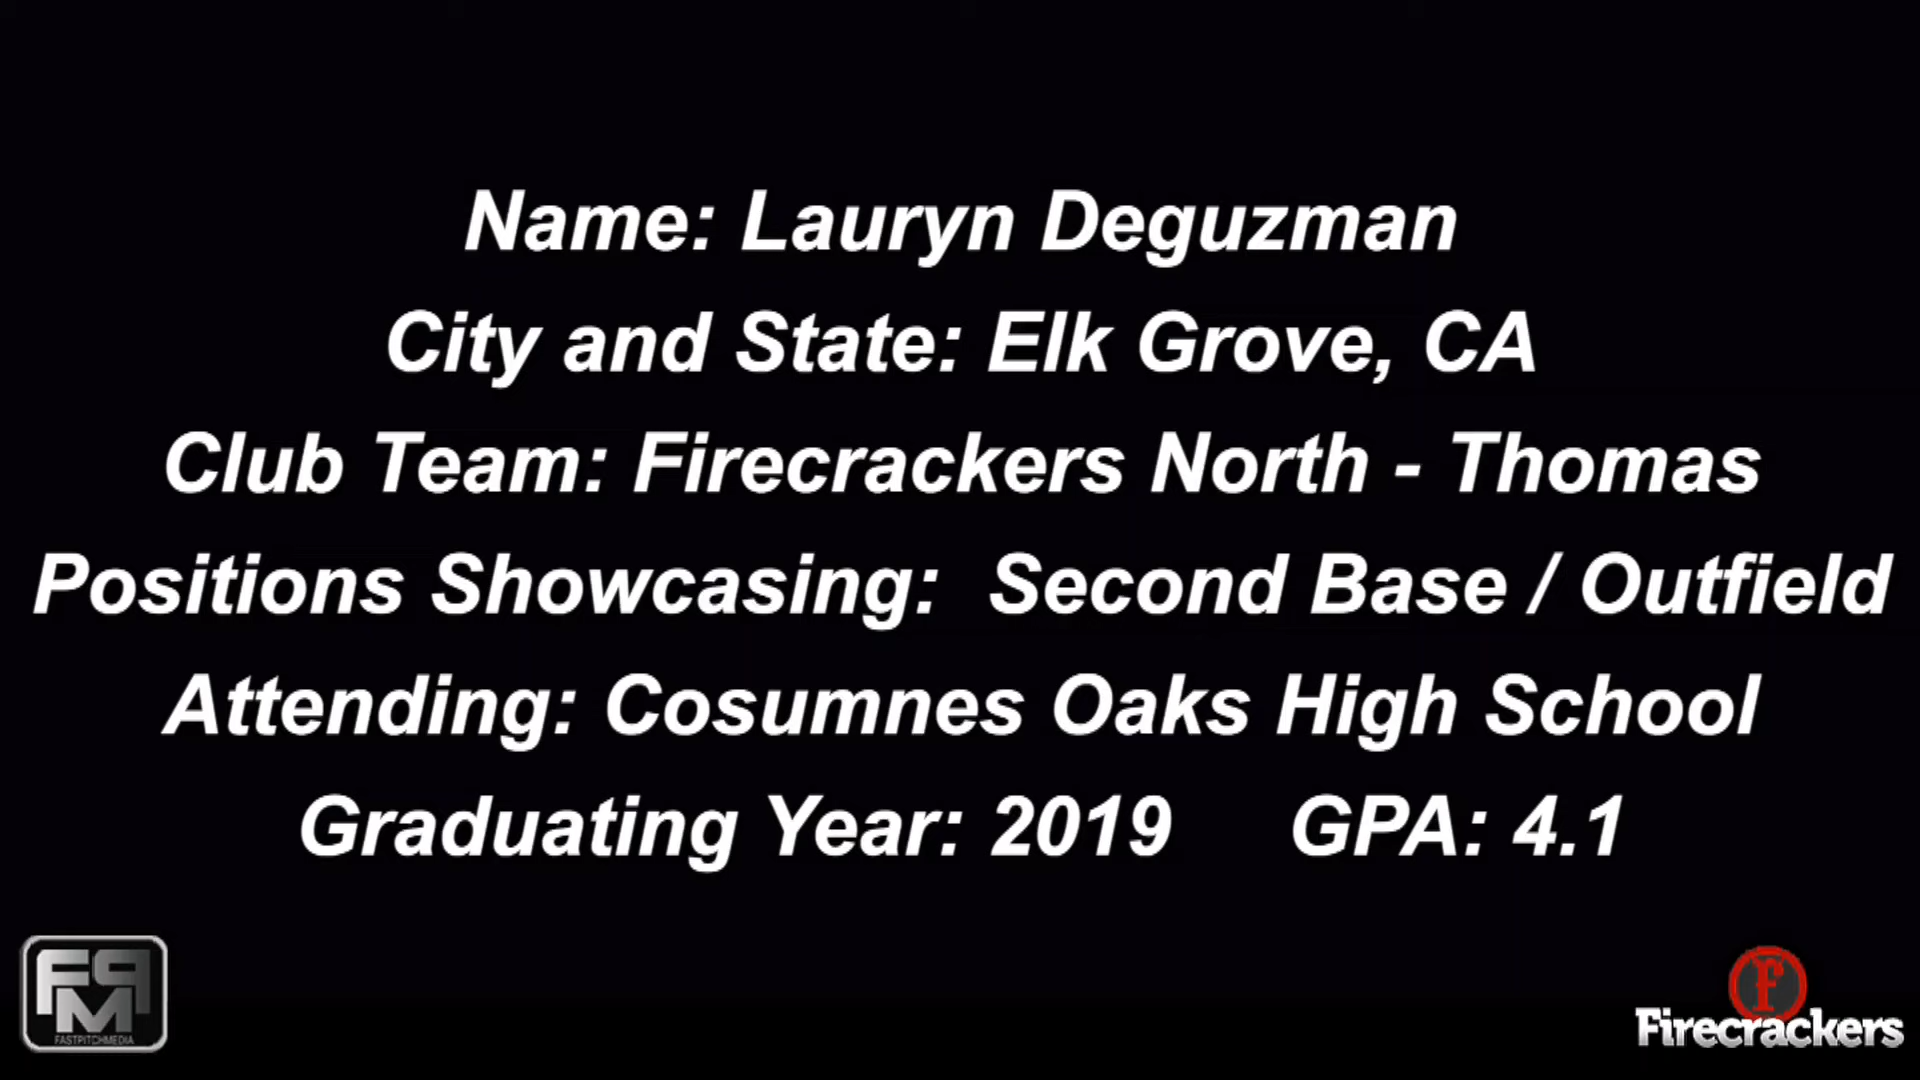 Name: Lauryn Deguzman
City and State: Elk Grove, CA
Club Team: Firecrackers North - Thomas
Positions Showcasing:  Second Base / Outfield
Attending: Cosumnes Oaks High School
Graduating Year: 2019     GPA: 4.1
FP
M
FASTPITCHMEDIA
F
Firecrackers